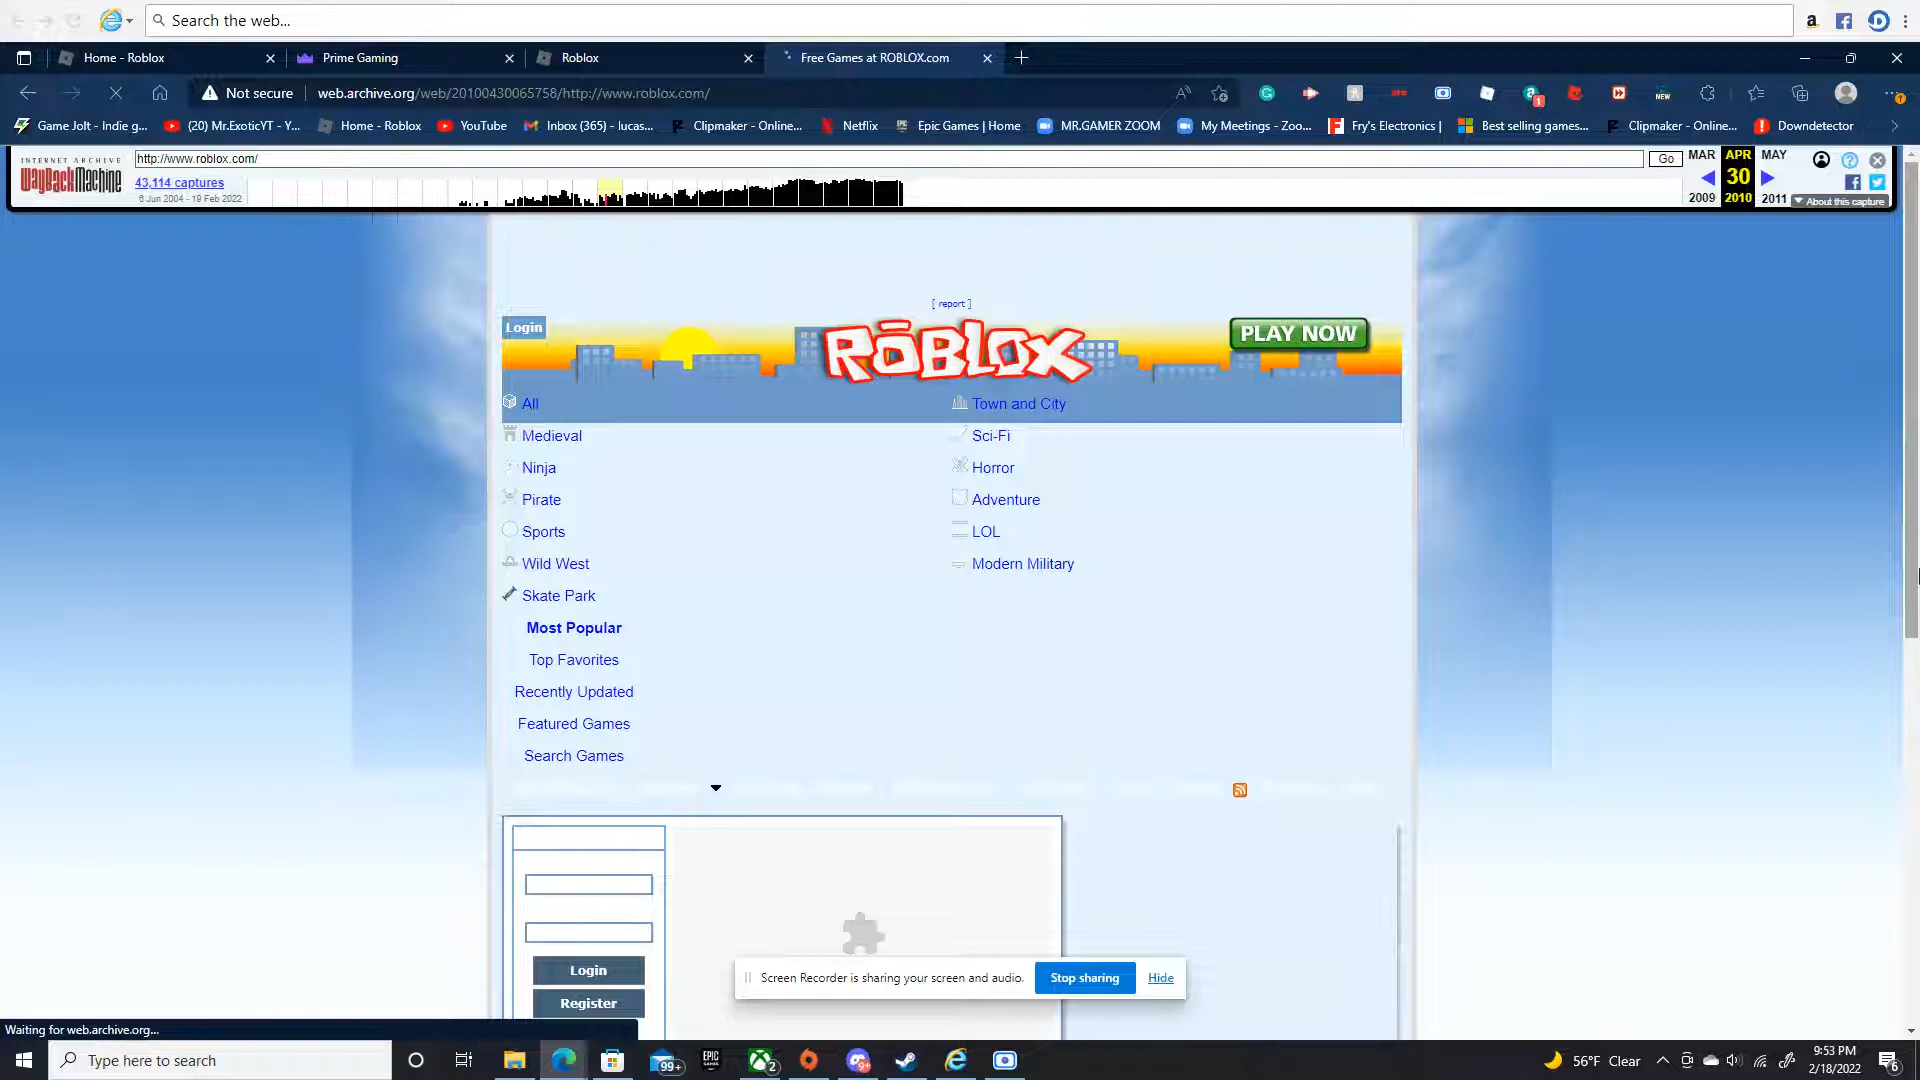 Search the web...
Home - Roblox
Prime Gaming
Roblox
Free Games at ROBLOX.com
Not secure
web.archive.org/web/20100430065758/http://www.roblox.com/
NEW
1
Game Jolt - Indie g...
(20) Mr.ExoticYT - Y...
Home - Roblox
YouTube
Inbox (365) - lucas...
Clipmaker - Online...
Netflix
Epic Games | Home
MR.GAMER ZOOM
My Meetings - Zoo...
Fry's Electronics |
Best selling games...
Clipmaker - Online...
Downdetector
INTERNET ARCHIVE
WayBackMachine
http://www.roblox.com/
Go
43,114 captures
6 Jun 2004 - 19 Feb 2022
MAR
APR
MAY
30
2009
2010
2011
About this capture
[ report ]
Login
ROBLOX
PLAY NOW
All
Town and City
Medieval
Sci-Fi
Ninja
Horror
Pirate
Adventure
Sports
LOL
Wild West
Modern Military
Skate Park
Most Popular
Top Favorites
Recently Updated
Featured Games
Search Games
Login
Register
Screen Recorder is sharing your screen and audio.
Stop sharing
Hide
Waiting for web.archive.org...
Type here to search
99+
EPIC
GAMES
2
9+
56°F Clear
9:53 PM
2/18/2022
6